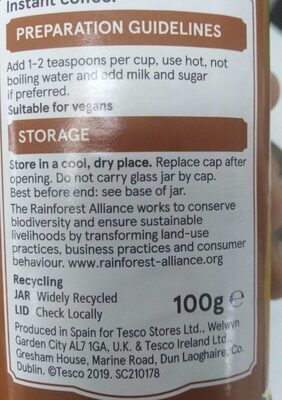 Instant coffee.
PREPARATION GUIDELINES
Add 1-2 teaspoons per cup, use hot, not
boiling water and add milk and sugar
if preferred.
Suitable for vegans
STORAGE
Store in a cool, dry place. Replace cap after
opening. Do not carry glass jar by cap.
Best before end: see base of jar.
The Rainforest Alliance works to conserve
biodiversity and ensure sustainable
livelihoods by transforming land-use
practices, business practices and consumer
behaviour. www.rainforest-alliance.org
Recycling
JAR Widely Recycled
LID Check Locally
100g ℮
Produced in Spain for Tesco Stores Ltd., Welwyn
Garden City AL7 1GA, U.K. & Tesco Ireland Ltd.,
Gresham House, Marine Road, Dun Laoghaire, Co.
Dublin. ©Tesco 2019. SC210178